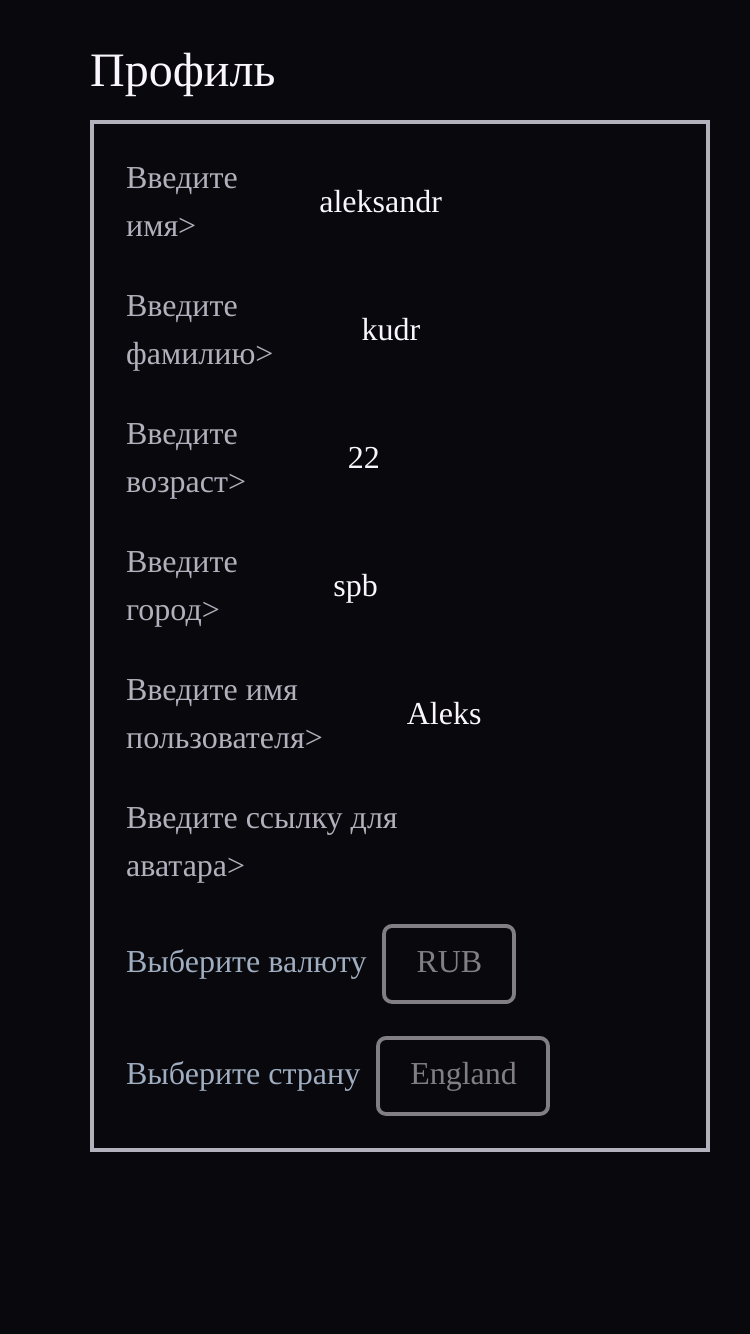 Профиль
Введите
имя>
aleksandr
Введите
фамилию>
kudr
Введите
возраст>
22
Введите
город>
spb
Введите имя
пользователя>
Aleks
Введите ссылку для
аватара>
Выберите валюту RUB
Выберите страну England